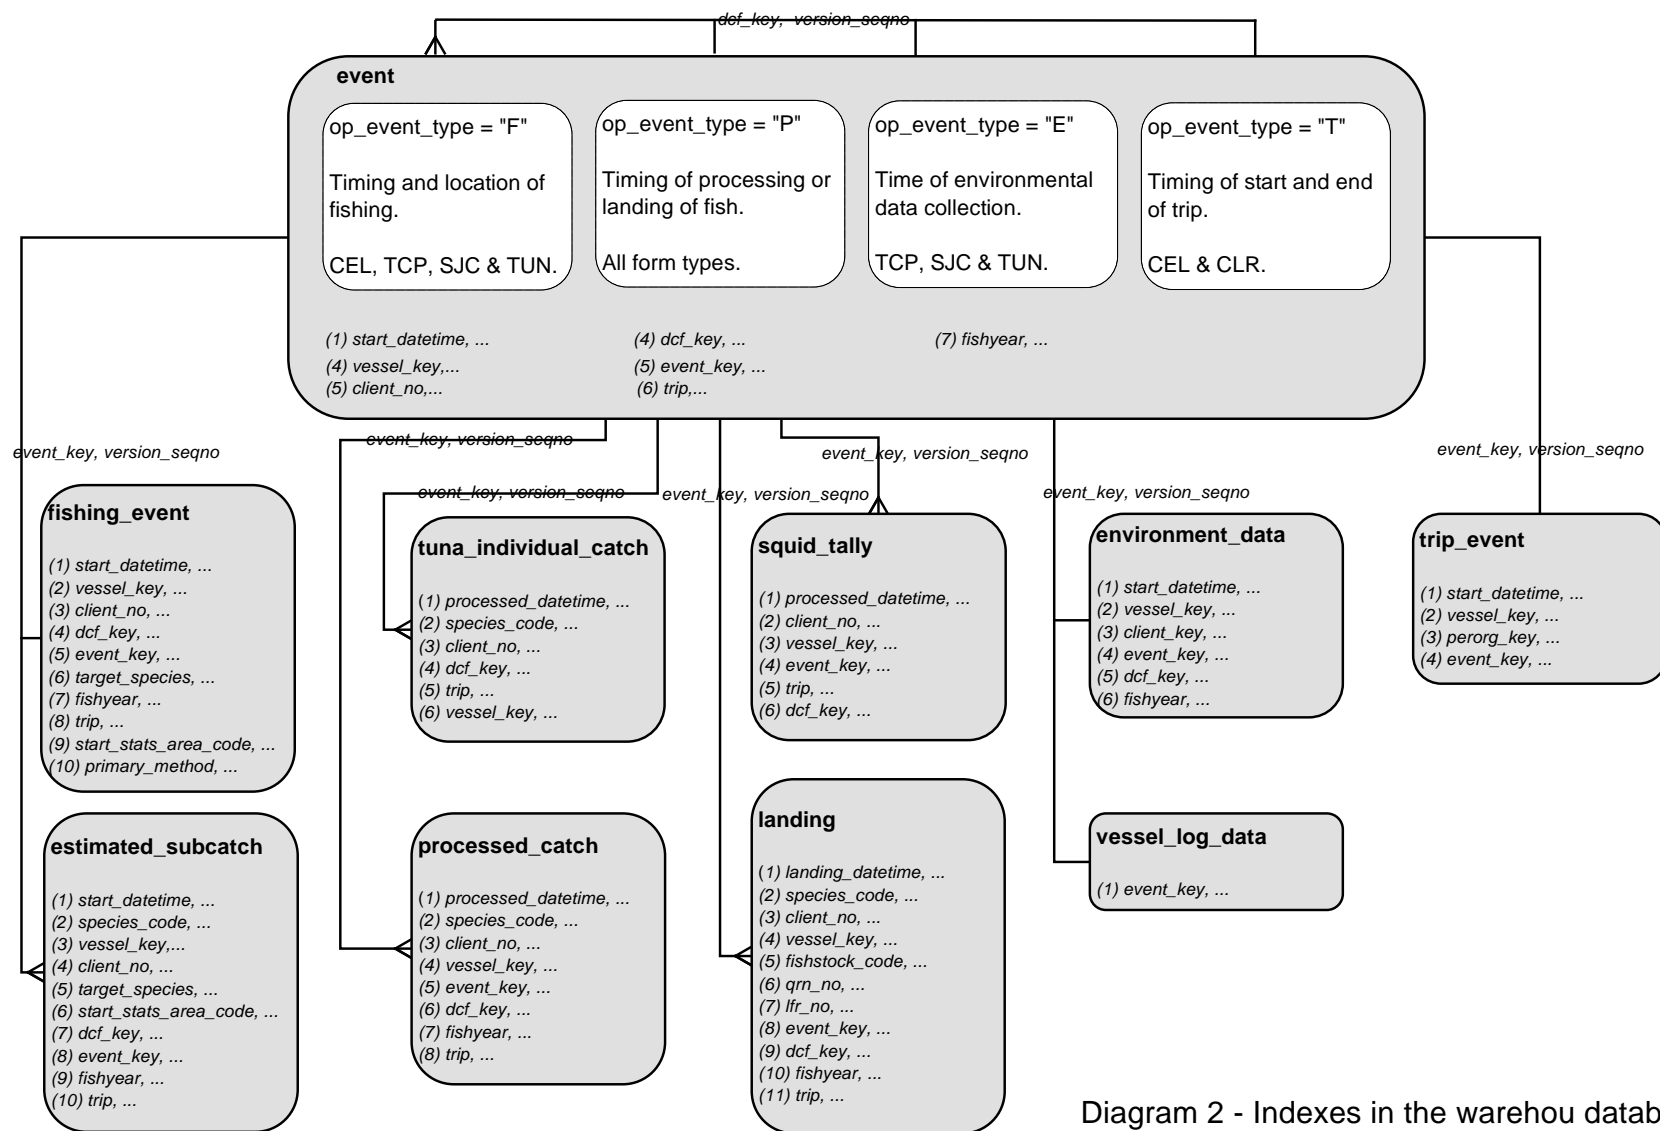 dcf_key, version_seqno
event
op_event_type = "F"
Timing and location of
fishing.
CEL, TCP, SJC & TUN.
op_event_type = "P"
Timing of processing or
landing of fish.
All form types.
op_event_type = "E"
Time of environmental
data collection.
TCP, SJC & TUN.
op_event_type = "T"
Timing of start and end
of trip.
CEL & CLR.
(1) start_datetime, ...
(4) vessel_key,...
(5) client_no,...
(4) dcf_key, ...
(5) event_key, ...
(6) trip,...
(7) fishyear, ...
event_key, version_seqno
event_key, version_seqno
event_key, version_seqno
event_key, version_seqno
event_key, version_seqno
event_key, version_seqno
event_key, version_seqno
fishing_event
(1) start_datetime, ...
(2) vessel_key, ...
(3) client_no, ...
(4) dcf_key, ...
(5) event_key, ...
(6) target_species, ...
(7) fishyear, ...
(8) trip, ...
(9) start_stats_area_code, ...
(10) primary_method, ...
tuna_individual_catch
(1) processed_datetime, ...
(2) species_code, ...
(3) client_no, ...
(4) dcf_key, ...
(5) trip, ...
(6) vessel_key, ...
squid_tally
(1) processed_datetime, ...
(2) client_no, ...
(3) vessel_key, ...
(4) event_key, ...
(5) trip, ...
(6) dcf_key, ...
environment_data
(1) start_datetime, ...
(2) vessel_key, ...
(3) client_key, ...
(4) event_key, ...
(5) dcf_key, ...
(6) fishyear, ...
trip_event
(1) start_datetime, ...
(2) vessel_key, ...
(3) perorg_key, ...
(4) event_key, ...
estimated_subcatch
(1) start_datetime, ...
(2) species_code, ...
(3) vessel_key,...
(4) client_no, ...
(5) target_species, ...
(6) start_stats_area_code, ...
(7) dcf_key, ...
(8) event_key, ...
(9) fishyear, ...
(10) trip, ...
processed_catch
(1) processed_datetime, ...
(2) species_code, ...
(3) client_no, ...
(4) vessel_key, ...
(5) event_key, ...
(6) dcf_key, ...
(7) fishyear, ...
(8) trip, ...
landing
(1) landing_datetime, ...
(2) species_code, ...
(3) client_no, ...
(4) vessel_key, ...
(5) fishstock_code, ...
(6) qrn_no, ...
(7) lfr_no, ...
(8) event_key, ...
(9) dcf_key, ...
(10) fishyear, ...
(11) trip, ...
vessel_log_data
(1) event_key, ...
Diagram 2 - Indexes in the warehou datab